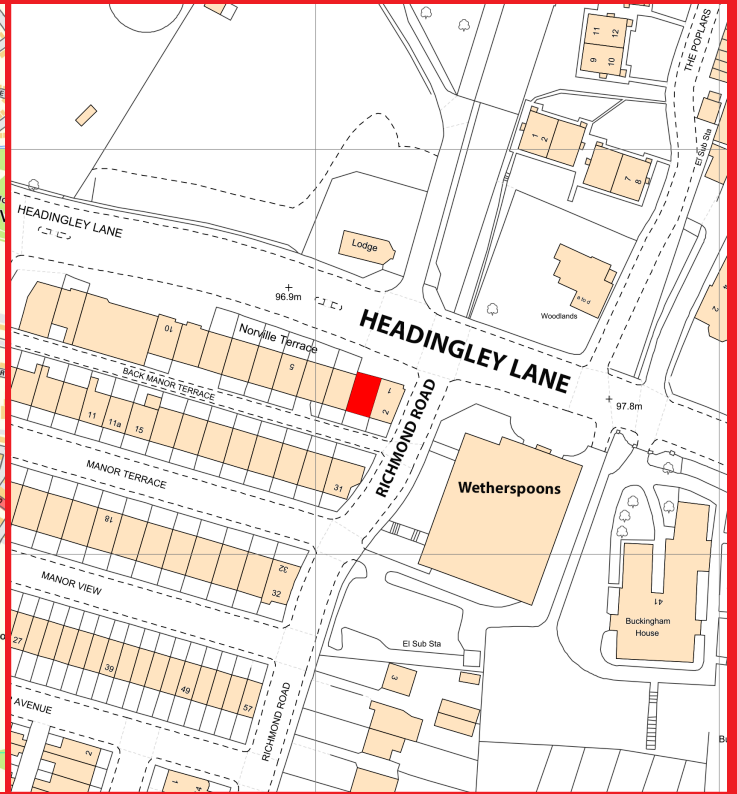 THE POPLARS
11
12
9
10
1
2
El Sub Sta
7
8
HEADINGLEY LANE
Lodge
96.9m
a to d
Woodlands
2
HEADINGLEY LANE
Norville Terrace
10
5
1
2
BACK MANOR TERRACE
97.8m
RICHMOND ROAD
11
11a
15
MANOR TERRACE
31
Wetherspoons
18
32
32
MANOR VIEW
41
Buckingham
House
27
39
49
57
El Sub Sta
3
AVENUE
RICHMOND ROAD
2
1